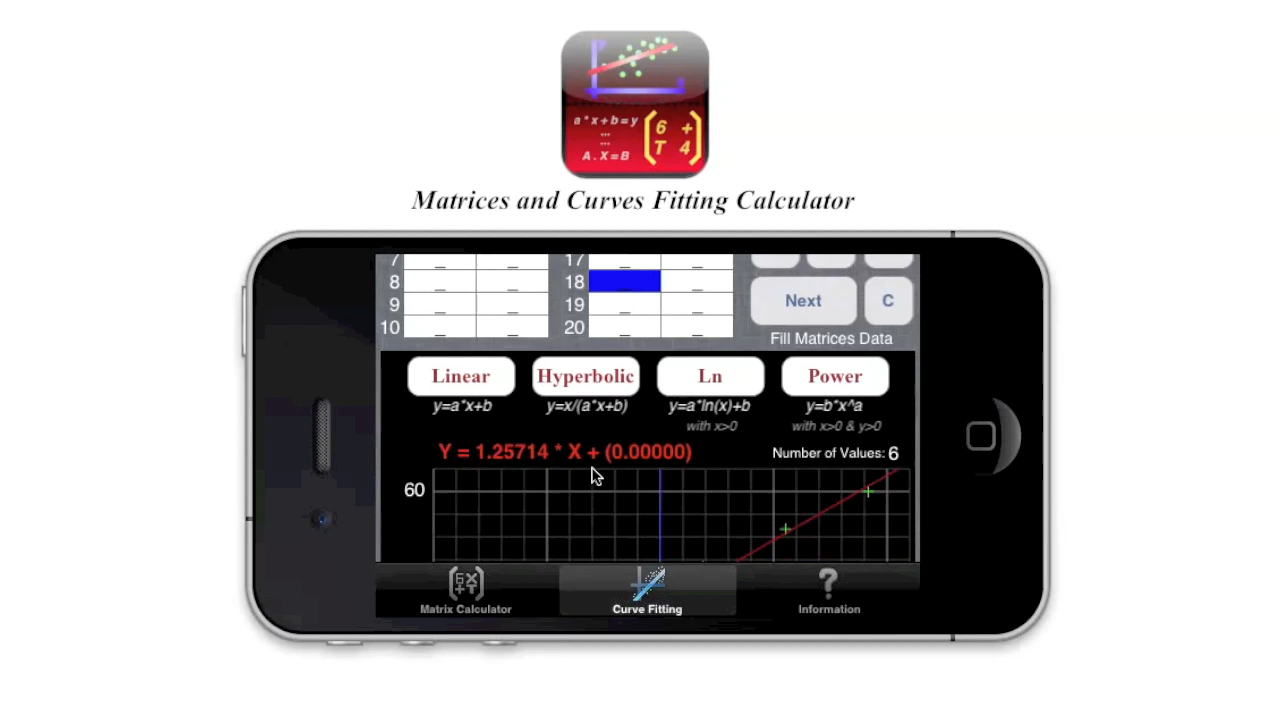 a*x+b=y
...
...
A.X=B
6 +
T 4
Matrices and Curves Fitting Calculator
7 _ _ 17 _ _
8 _ _ 18 _ _
9 _ _ 19 _ _
10 _ _ 20 _ _
Next C
Fill Matrices Data
Linear Hyperbolic Ln Power
y=a*x+b y=x/(a*x+b) y=a*ln(x)+b y=b*x^a
with x>0 with x>0 & y>0
Y = 1.25714 * X + (0.00000) Number of Values: 6
60
Matrix Calculator Curve Fitting Information